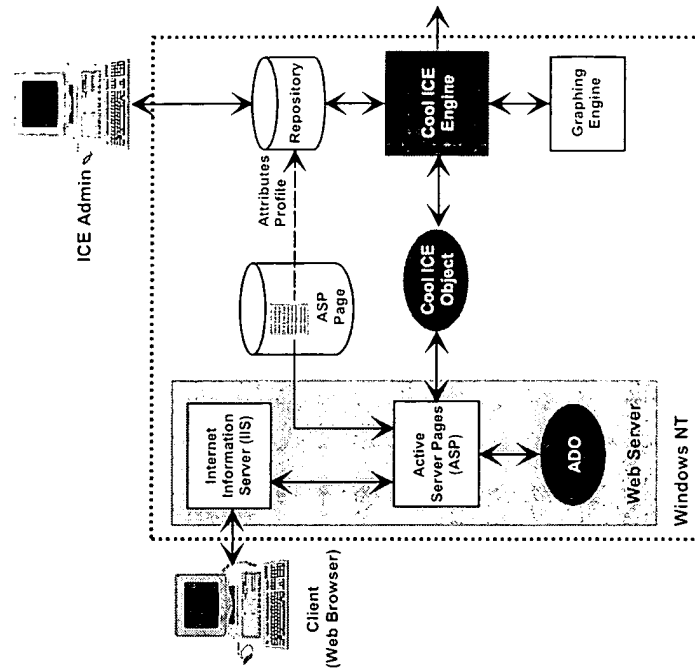 ICE Admin
Client
(Web Browser)
Internet
Information
Server (IIS)
ASP
Page
Attributes
Profile
Repository
Active
Server Pages
(ASP)
Cool ICE
Object
Cool ICE
Engine
ADO
Graphing
Engine
Web Server
Windows NT